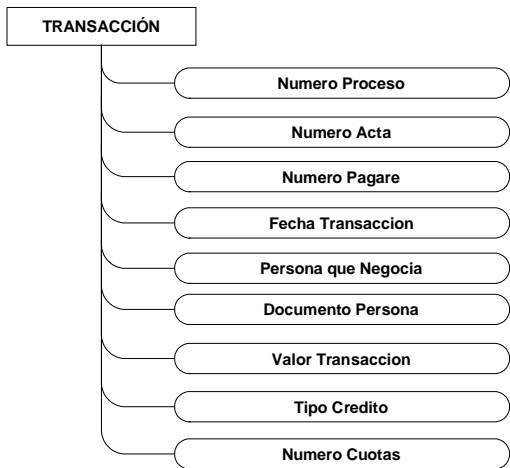 TRANSACCIÓN
Numero Proceso
Numero Acta
Numero Pagare
Fecha Transaccion
Persona que Negocia
Documento Persona
Valor Transaccion
Tipo Credito
Numero Cuotas